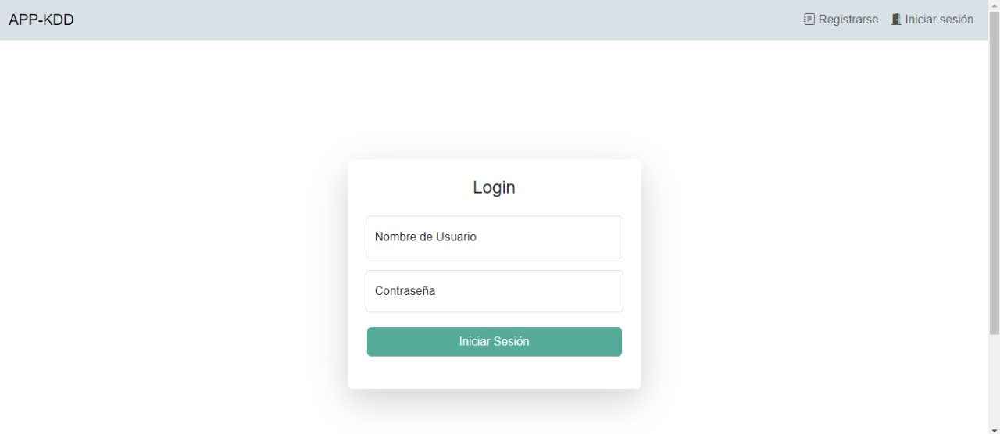 APP-KDD
Registrarse
Iniciar sesión
Login
Nombre de Usuario
Contraseña
Iniciar Sesión